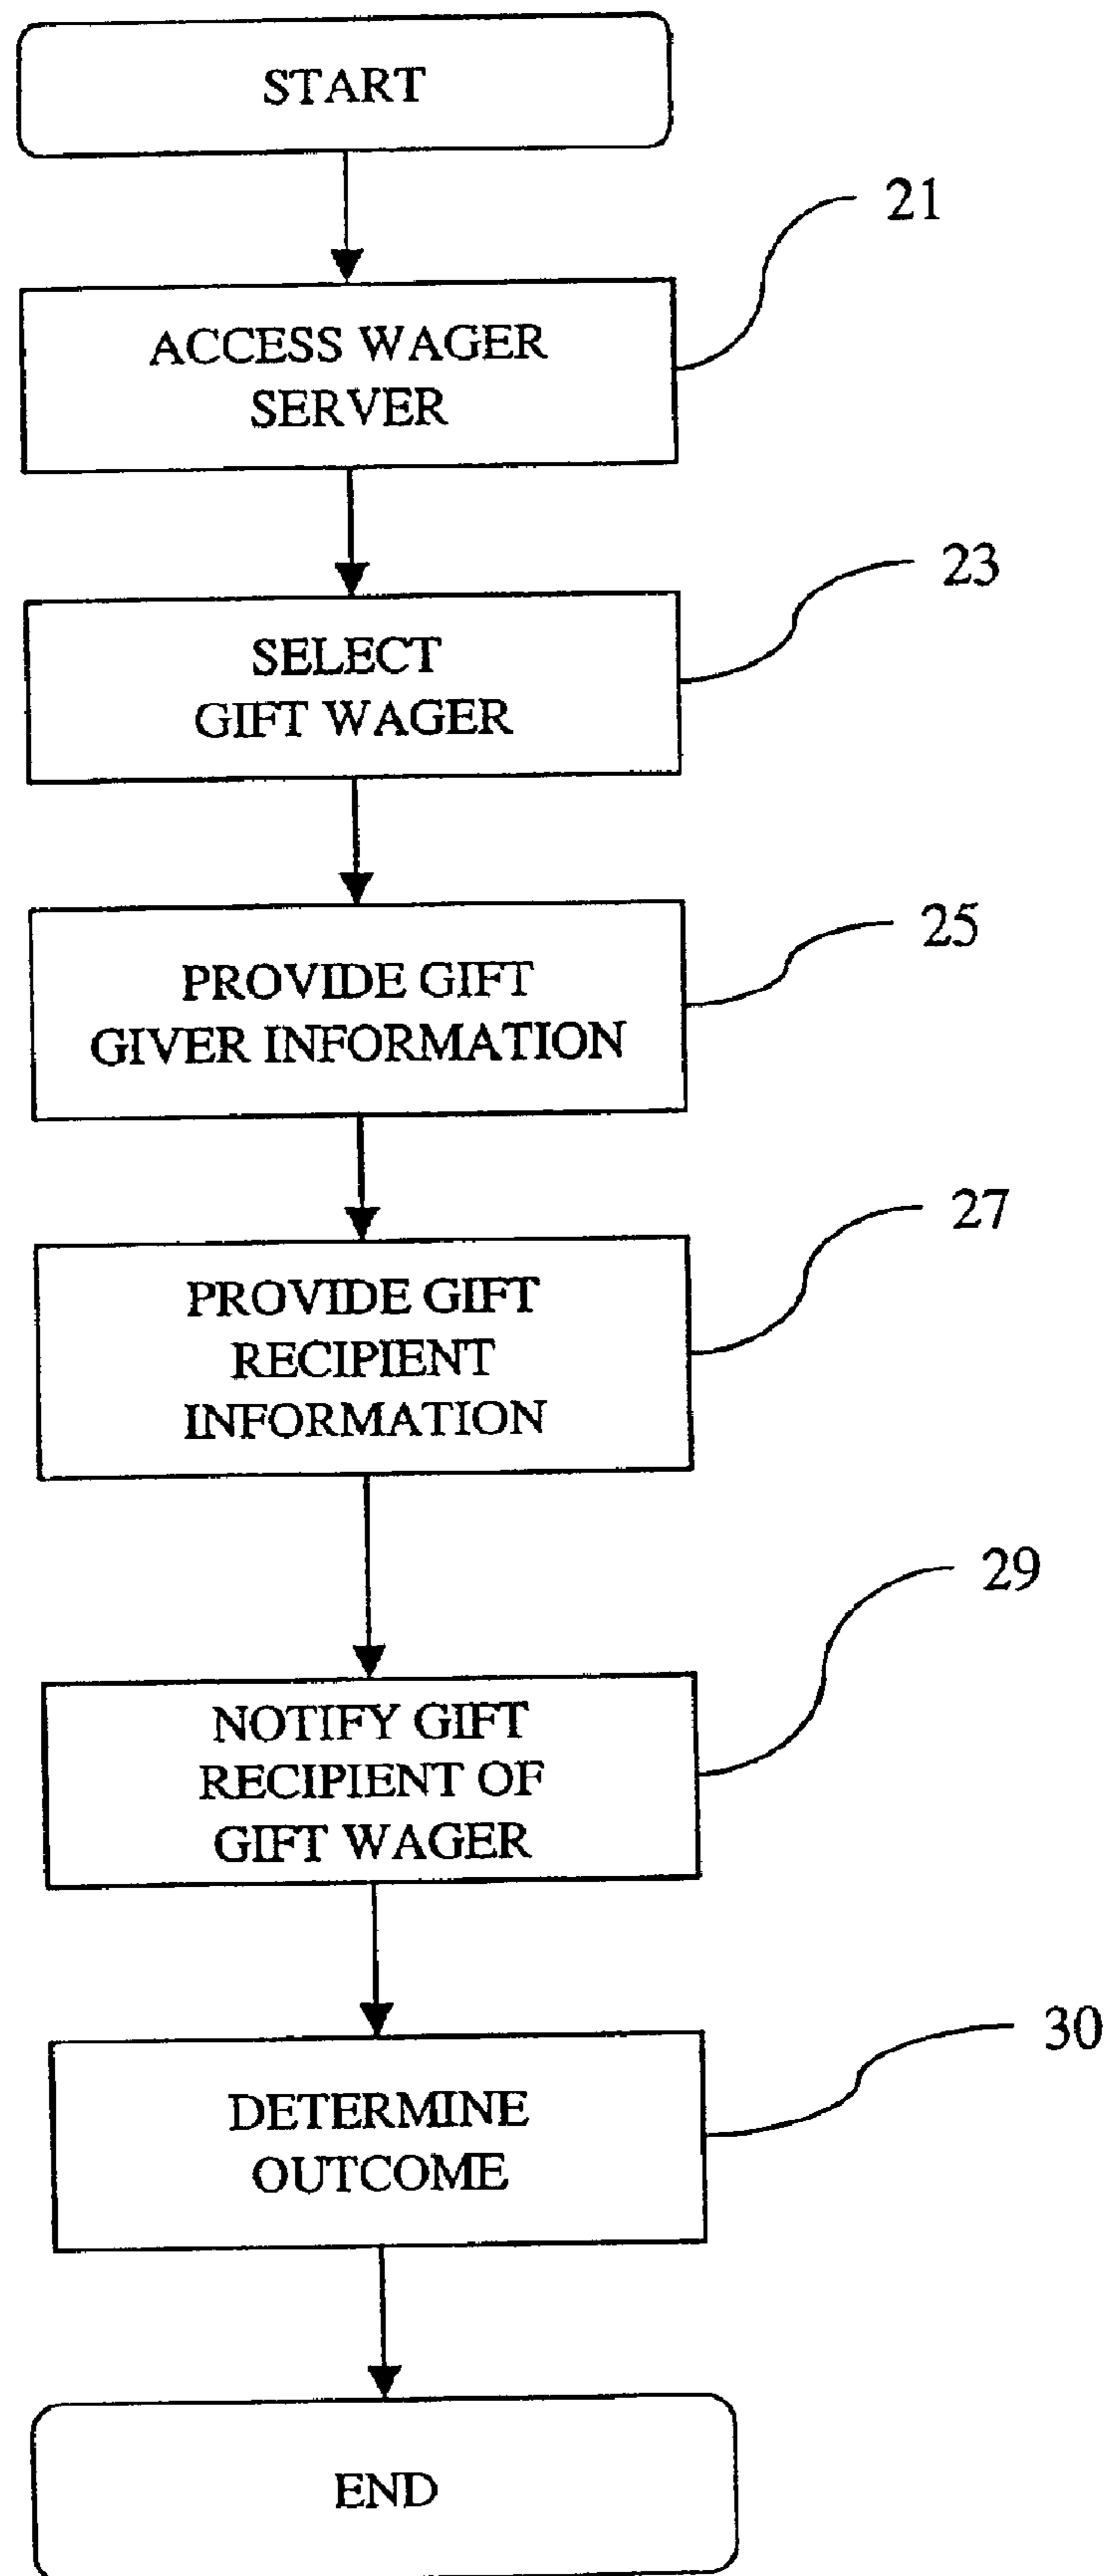 START
21
ACCESS WAGER
SERVER
23
SELECT
GIFT WAGER
25
PROVIDE GIFT
GIVER INFORMATION
27
PROVIDE GIFT
RECIPIENT
INFORMATION
29
NOTIFY GIFT
RECIPIENT OF
GIFT WAGER
30
DETERMINE
OUTCOME
END